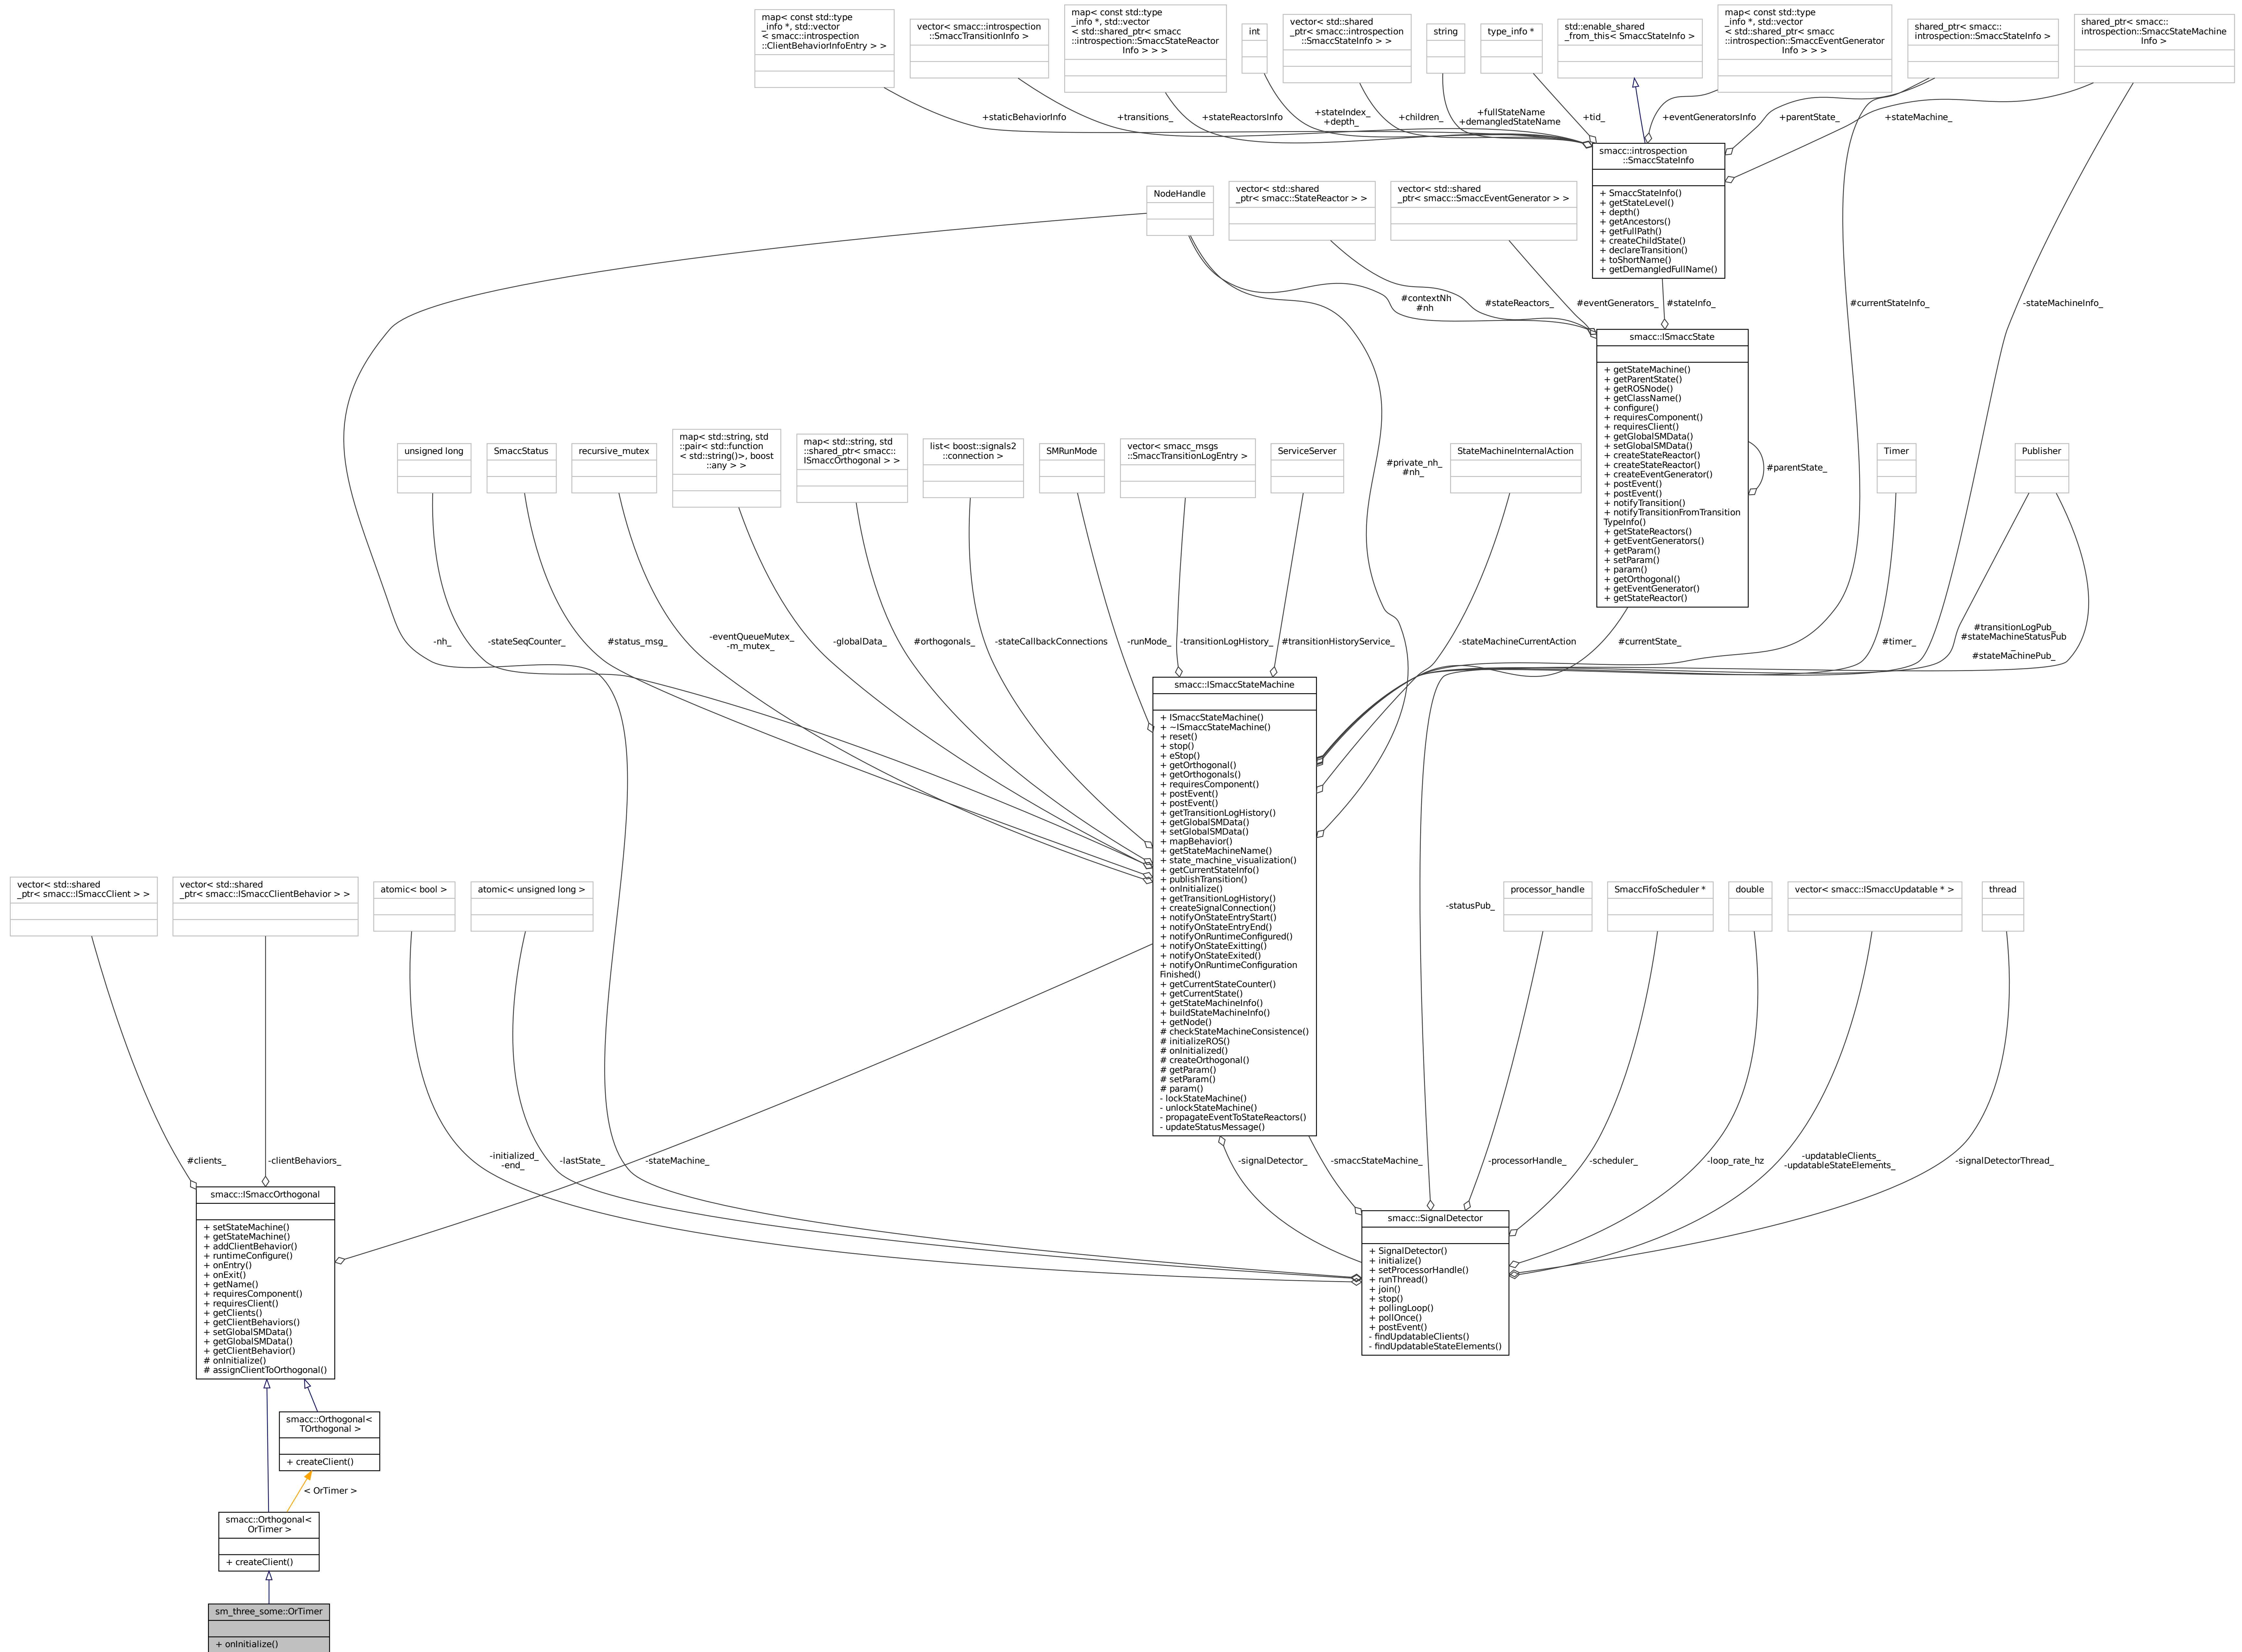 map< const std::type
_info *, std::vector
< smacc::introspection
::ClientBehaviorInfoEntry > >
vector< smacc::introspection
::SmaccTransitionInfo >
map< const std::type
_info *, std::vector
< std::shared_ptr< smacc
::introspection::SmaccStateReactor
Info > > >
int
vector< std::shared
_ptr< smacc::introspection
::SmaccStateInfo > >
string
type_info *
std::enable_shared
_from_this< SmaccStateInfo >
map< const std::type
_info *, std::vector
< std::shared_ptr< smacc
::introspection::SmaccEventGenerator
Info > > >
shared_ptr< smacc::
introspection::SmaccStateInfo >
shared_ptr< smacc::
introspection::SmaccStateMachine
Info >
+staticBehaviorInfo
+transitions_
+stateReactorsInfo
+stateIndex_
+depth_
+children_
+fullStateName
+demangledStateName
+tid_
+eventGeneratorsInfo
+parentState_
+stateMachine_
smacc::introspection
::SmaccStateInfo
+ SmaccStateInfo()
+ getStateLevel()
+ depth()
+ getAncestors()
+ getFullPath()
+ createChildState()
+ declareTransition()
+ toShortName()
+ getDemangledFullName()
NodeHandle
vector< std::shared
_ptr< smacc::StateReactor > >
vector< std::shared
_ptr< smacc::SmaccEventGenerator > >
#contextNh
#nh
#stateReactors_
#eventGenerators_
#stateInfo_
#currentStateInfo_
-stateMachineInfo_
smacc::ISmaccState
+ getStateMachine()
+ getParentState()
+ getROSNode()
+ getClassName()
+ configure()
+ requiresComponent()
+ requiresClient()
+ getGlobalSMData()
+ setGlobalSMData()
+ createStateReactor()
+ createStateReactor()
+ createEventGenerator()
+ postEvent()
+ postEvent()
+ notifyTransition()
+ notifyTransitionFromTransition
TypeInfo()
+ getStateReactors()
+ getEventGenerators()
+ getParam()
+ setParam()
+ param()
+ getOrthogonal()
+ getEventGenerator()
+ getStateReactor()
#parentState_
unsigned long
SmaccStatus
recursive_mutex
map< std::string, std
::pair< std::function
< std::string()>, boost
::any > >
map< std::string, std
::shared_ptr< smacc::
ISmaccOrthogonal > >
list< boost::signals2
::connection >
SMRunMode
vector< smacc_msgs
::SmaccTransitionLogEntry >
ServiceServer
#private_nh_
#nh_
StateMachineInternalAction
Timer
Publisher
-nh_
-stateSeqCounter_
#status_msg_
-eventQueueMutex_
-m_mutex_
-globalData_
#orthogonals_
-stateCallbackConnections
-runMode_
-transitionLogHistory_
#transitionHistoryService_
-stateMachineCurrentAction
#currentState_
#timer_
#transitionLogPub_
#stateMachineStatusPub
_
#stateMachinePub_
smacc::ISmaccStateMachine
+ ISmaccStateMachine()
+ ~ISmaccStateMachine()
+ reset()
+ stop()
+ eStop()
+ getOrthogonal()
+ getOrthogonals()
+ requiresComponent()
+ postEvent()
+ postEvent()
+ getTransitionLogHistory()
+ getGlobalSMData()
+ setGlobalSMData()
+ mapBehavior()
+ getStateMachineName()
+ state_machine_visualization()
+ getCurrentStateInfo()
+ publishTransition()
+ onInitialize()
+ getTransitionLogHistory()
+ createSignalConnection()
+ notifyOnStateEntryStart()
+ notifyOnStateEntryEnd()
+ notifyOnRuntimeConfigured()
+ notifyOnStateExitting()
+ notifyOnStateExited()
+ notifyOnRuntimeConfiguration
Finished()
+ getCurrentStateCounter()
+ getCurrentState()
+ getStateMachineInfo()
+ buildStateMachineInfo()
+ getNode()
# checkStateMachineConsistence()
# initializeROS()
# onInitialized()
# createOrthogonal()
# getParam()
# setParam()
# param()
- lockStateMachine()
- unlockStateMachine()
- propagateEventToStateReactors()
- updateStatusMessage()
vector< std::shared
_ptr< smacc::ISmaccClient > >
vector< std::shared
_ptr< smacc::ISmaccClientBehavior > >
atomic< bool >
atomic< unsigned long >
-statusPub_
processor_handle
SmaccFifoScheduler *
double
vector< smacc::ISmaccUpdatable * >
thread
#clients_
-clientBehaviors_
-initialized_
-end_
-lastState_
-stateMachine_
-signalDetector_
-smaccStateMachine_
-processorHandle_
-scheduler_
-loop_rate_hz
-updatableClients_
-updatableStateElements_
-signalDetectorThread_
smacc::ISmaccOrthogonal
+ setStateMachine()
+ getStateMachine()
+ addClientBehavior()
+ runtimeConfigure()
+ onEntry()
+ onExit()
+ getName()
+ requiresComponent()
+ requiresClient()
+ getClients()
+ getClientBehaviors()
+ setGlobalSMData()
+ getGlobalSMData()
+ getClientBehavior()
# onInitialize()
# assignClientToOrthogonal()
smacc::SignalDetector
+ SignalDetector()
+ initialize()
+ setProcessorHandle()
+ runThread()
+ join()
+ stop()
+ pollingLoop()
+ pollOnce()
+ postEvent()
- findUpdatableClients()
- findUpdatableStateElements()
smacc::Orthogonal<
TOrthogonal >
+ createClient()
< OrTimer >
smacc::Orthogonal<
OrTimer >
+ createClient()
sm_three_some::OrTimer
+ onInitialize()